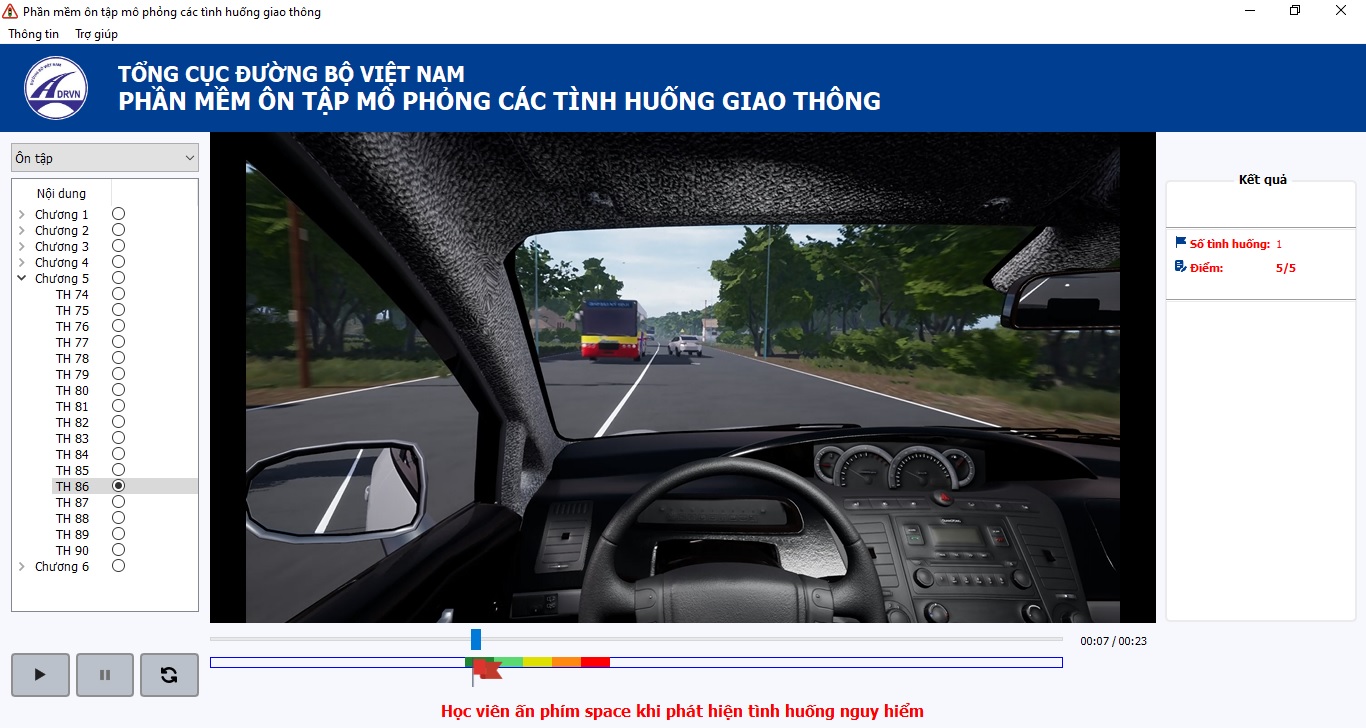 Phần mềm ôn tập mô phỏng các tình huống giao thông
Thông tin Trợ giúp
ĐƯỜNG BỘ VIỆT NAM
DRVN
TỔNG CỤC ĐƯỜNG BỘ VIỆT NAM
PHẦN MỀM ÔN TẬP MÔ PHỎNG CÁC TÌNH HUỐNG GIAO THÔNG
Ôn tập
Nội dung
Chương 1
Chương 2
Chương 3
Chương 4
Chương 5
TH 74
TH 75
TH 76
TH 77
TH 78
TH 79
TH 80
TH 81
TH 82
TH 83
TH 84
TH 85
TH 86
TH 87
TH 88
TH 89
TH 90
Chương 6
Kết quả
Số tình huống: 1
Điểm: 5/5
00:07 / 00:23
Học viên ấn phím space khi phát hiện tình huống nguy hiểm